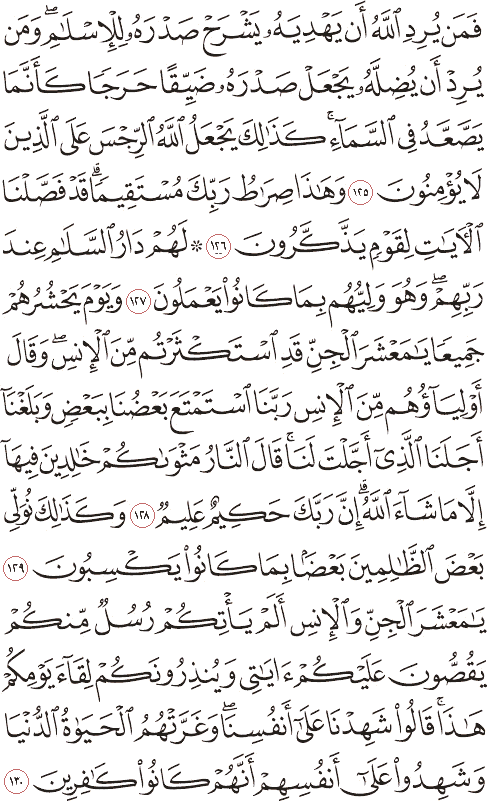 فَمَن يُرِدِ ٱللَّهُ أَن يَهۡدِيَهُۥ يَشۡرَحۡ صَدۡرَهُۥ لِلۡإِسۡلَٰمِۖ وَمَن
يُرِدۡ أَن يُضِلَّهُۥ يَجۡعَلۡ صَدۡرَهُۥ ضَيِّقًا حَرَجٗا كَأَنَّمَا
يَصَّعَّدُ فِي ٱلسَّمَآءِۚ كَذَٰلِكَ يَجۡعَلُ ٱللَّهُ ٱلرِّجۡسَ عَلَى ٱلَّذِينَ
لَا يُؤۡمِنُونَ ١٢٥ وَهَٰذَا صِرَٰطُ رَبِّكَ مُسۡتَقِيمٗاۗ قَدۡ فَصَّلۡنَا
ٱلۡأٓيَٰتِ لِقَوۡمٖ يَذَّكَّرُونَ ١٢٦ ۞ لَهُمۡ دَارُ ٱلسَّلَٰمِ عِندَ
رَبِّهِمۡۖ وَهُوَ وَلِيُّهُم بِمَا كَانُواْ يَعۡمَلُونَ ١٢٧ وَيَوۡمَ يَحۡشُرُهُمۡ
جَمِيعٗا يَٰمَعۡشَرَ ٱلۡجِنِّ قَدِ ٱسۡتَكۡثَرۡتُم مِّنَ ٱلۡإِنسِۖ وَقَالَ
أَوۡلِيَآؤُهُم مِّنَ ٱلۡإِنسِ رَبَّنَا ٱسۡتَمۡتَعَ بَعۡضُنَا بِبَعۡضٖ وَبَلَغۡنَآ
أَجَلَنَا ٱلَّذِيٓ أَجَّلۡتَ لَنَاۚ قَالَ ٱلنَّارُ مَثۡوَىٰكُمۡ خَٰلِدِينَ فِيهَآ
إِلَّا مَا شَآءَ ٱللَّهُۗ إِنَّ رَبَّكَ حَكِيمٌ عَلِيمٞ ١٢٨ وَكَذَٰلِكَ نُوَلِّي
بَعۡضَ ٱلظَّٰلِمِينَ بَعۡضَۢا بِمَا كَانُواْ يَكۡسِبُونَ ١٢٩
يَٰمَعۡشَرَ ٱلۡجِنِّ وَٱلۡإِنسِ أَلَمۡ يَأۡتِكُمۡ رُسُلٞ مِّنكُمۡ
يَقُصُّونَ عَلَيۡكُمۡ ءَايَٰتِي وَيُنذِرُونَكُمۡ لِقَآءَ يَوۡمِكُمۡ
هَٰذَاۚ قَالُواْ شَهِدۡنَا عَلَىٰٓ أَنفُسِنَاۖ وَغَرَّتۡهُمُ ٱلۡحَيَوٰةُ ٱلدُّنۡيَا
وَشَهِدُواْ عَلَىٰٓ أَنفُسِهِمۡ أَنَّهُمۡ كَانُواْ كَٰفِرِينَ ١٣٠